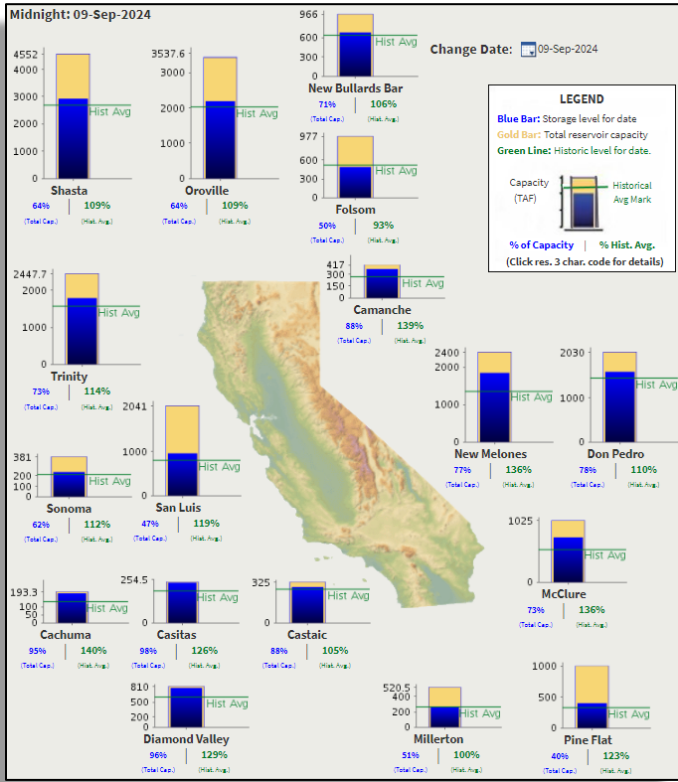 Midnight: 09-Sep-2024
Change Date: 09-Sep-2024
LEGEND
Blue Bar: Storage level for date
Gold Bar: Total reservoir capacity
Green Line: Historic level for date.
Capacity
(TAF)
Historical
Avg Mark
% of Capacity | % Hist. Avg.
(Click res. 3 char. code for details)
4552
4000
3000
2000
1000
0
Hist Avg
Shasta
64% | 109%
(Total Cap.) (Hist. Avg.)
3537.6
3000
2000
1000
0
Hist Avg
Oroville
64% | 109%
(Total Cap.) (Hist. Avg.)
966
600
300
0
Hist Avg
New Bullards Bar
71% | 106%
(Total Cap.) (Hist. Avg.)
977
600
300
0
Hist Avg
Folsom
50% | 93%
(Total Cap.) (Hist. Avg.)
417
300
150
0
Hist Avg
Camanche
88% | 139%
(Total Cap.) (Hist. Avg.)
2447.7
2000
1000
0
Hist Avg
Trinity
73% | 114%
(Total Cap.) (Hist. Avg.)
2400
2000
1000
0
Hist Avg
New Melones
77% | 136%
(Total Cap.) (Hist. Avg.)
2030
1000
0
Hist Avg
Don Pedro
78% | 110%
(Total Cap.) (Hist. Avg.)
381
200
100
0
Hist Avg
Sonoma
62% | 112%
(Total Cap.) (Hist. Avg.)
2041
1000
0
Hist Avg
San Luis
47% | 119%
(Total Cap.) (Hist. Avg.)
1025
0
Hist Avg
McClure
73% | 136%
(Total Cap.) (Hist. Avg.)
193.3
100
50
0
Hist Avg
Cachuma
95% | 140%
(Total Cap.) (Hist. Avg.)
254.5
0
Hist Avg
Casitas
98% | 126%
(Total Cap.) (Hist. Avg.)
325
0
Hist Avg
Castaic
88% | 105%
(Total Cap.) (Hist. Avg.)
810
500
200
0
Hist Avg
Diamond Valley
96% | 129%
(Total Cap.) (Hist. Avg.)
520.5
400
200
0
Hist Avg
Millerton
51% | 100%
(Total Cap.) (Hist. Avg.)
1000
500
0
Hist Avg
Pine Flat
40% | 123%
(Total Cap.) (Hist. Avg.)